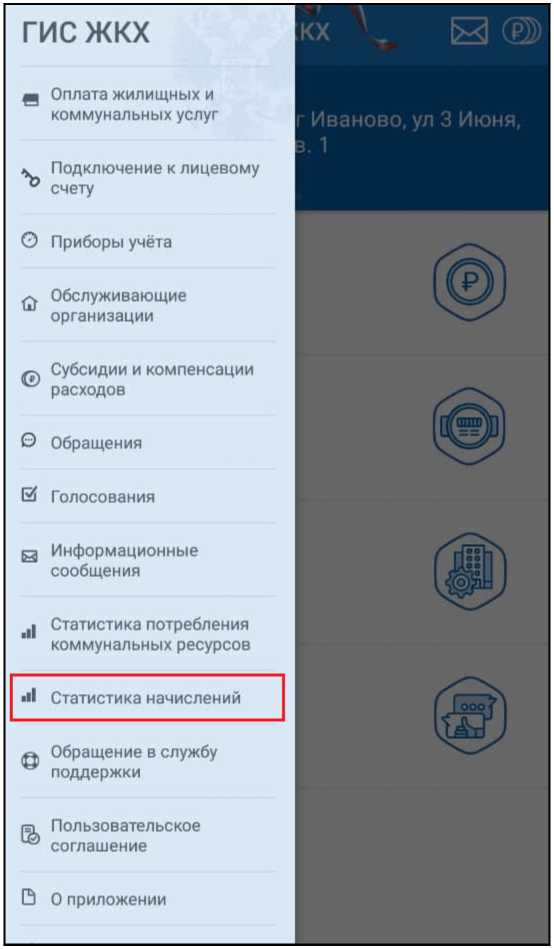 ГИС ЖКХ
ЖКХ
Оплата жилищных и
коммунальных услуг
г Иваново, ул 3 Июня,
в. 1
Подключение к лицевому
счету
Приборы учёта
Обслуживающие
организации
Субсидии и компенсации
расходов
Обращения
Голосования
Информационные
сообщения
Статистика потребления
коммунальных ресурсов
Статистика начислений
Обращение в службу
поддержки
Пользовательское
соглашение
О приложении